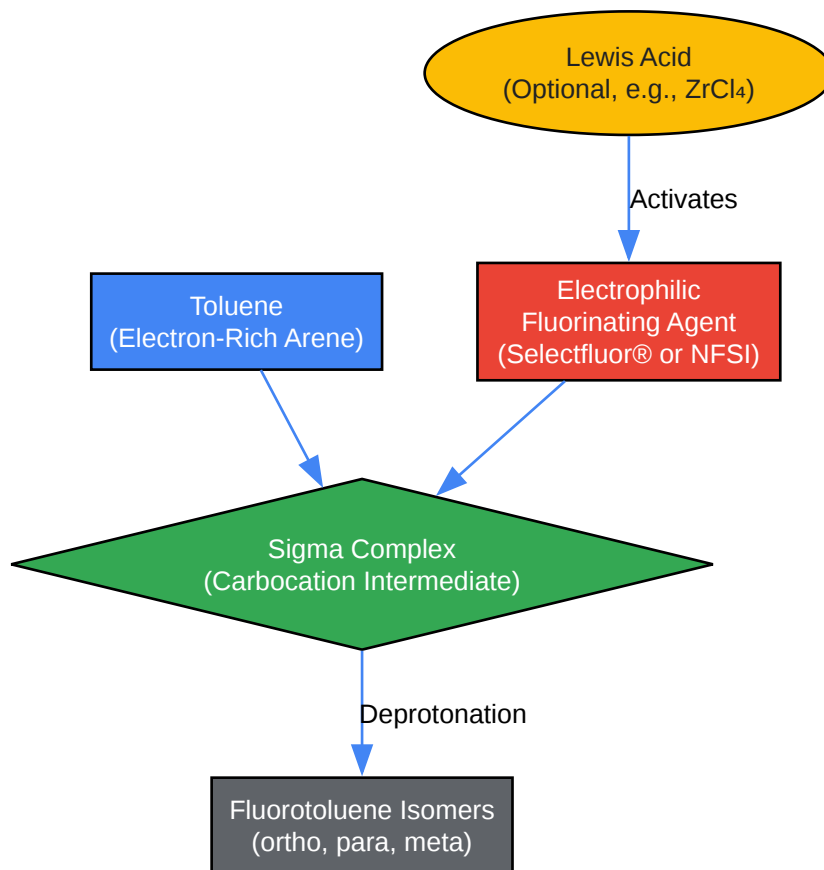 Lewis Acid
(Optional, e.g., ZrCl₄)
Activates
Toluene
(Electron-Rich Arene)
Electrophilic
Fluorinating Agent
(Selectfluor® or NFSI)
Sigma Complex
(Carbocation Intermediate)
Deprotonation
Fluorotoluene Isomers
(ortho, para, meta)